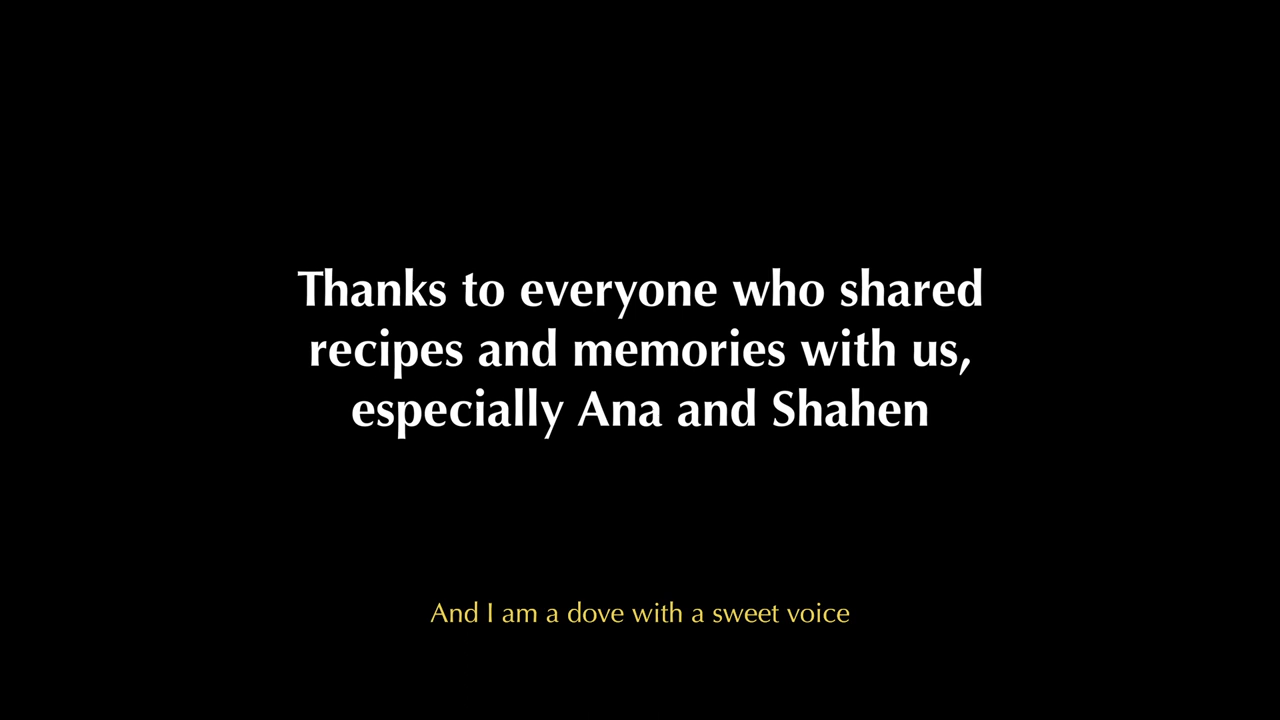 Thanks to everyone who shared
recipes and memories with us,
especially Ana and Shahen
And I am a dove with a sweet voice